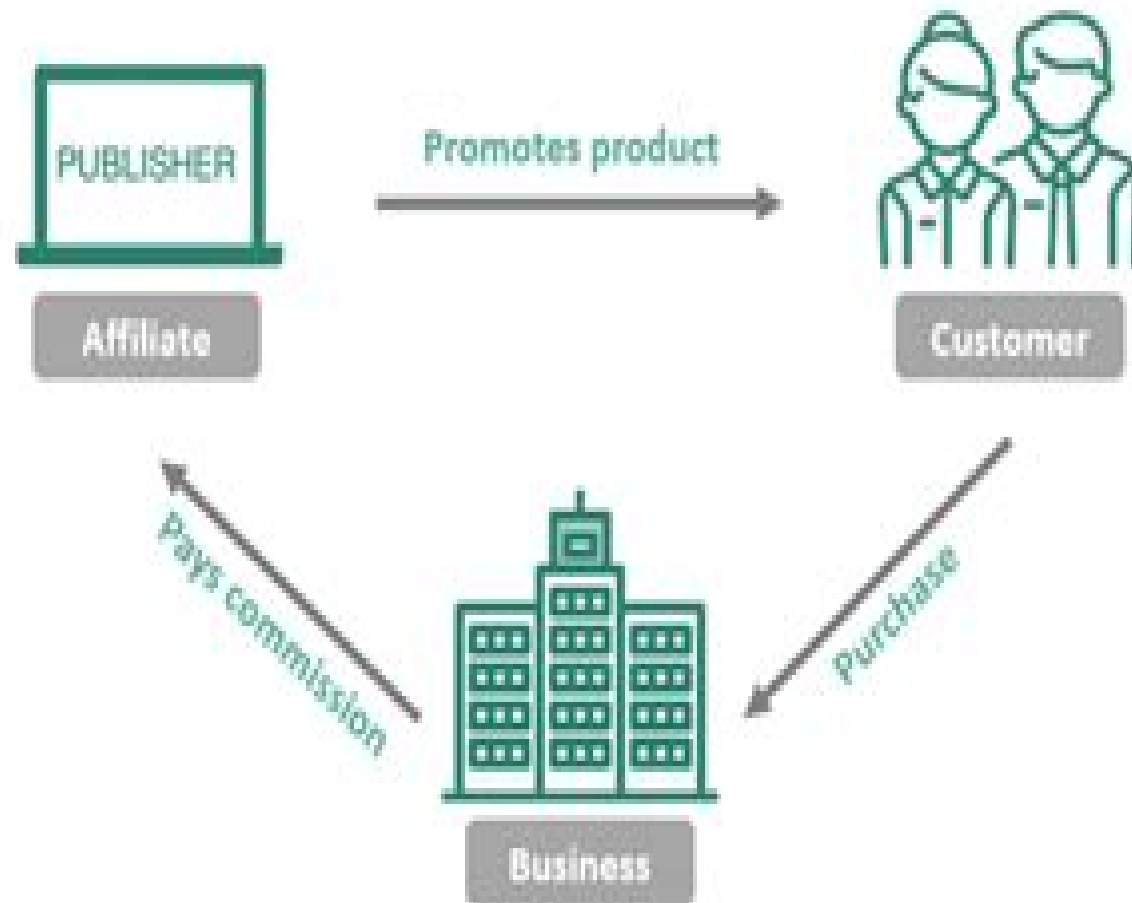 PUBLISHER
Promotes product
Affiliate
Customer
Pays commission
Purchase
Business